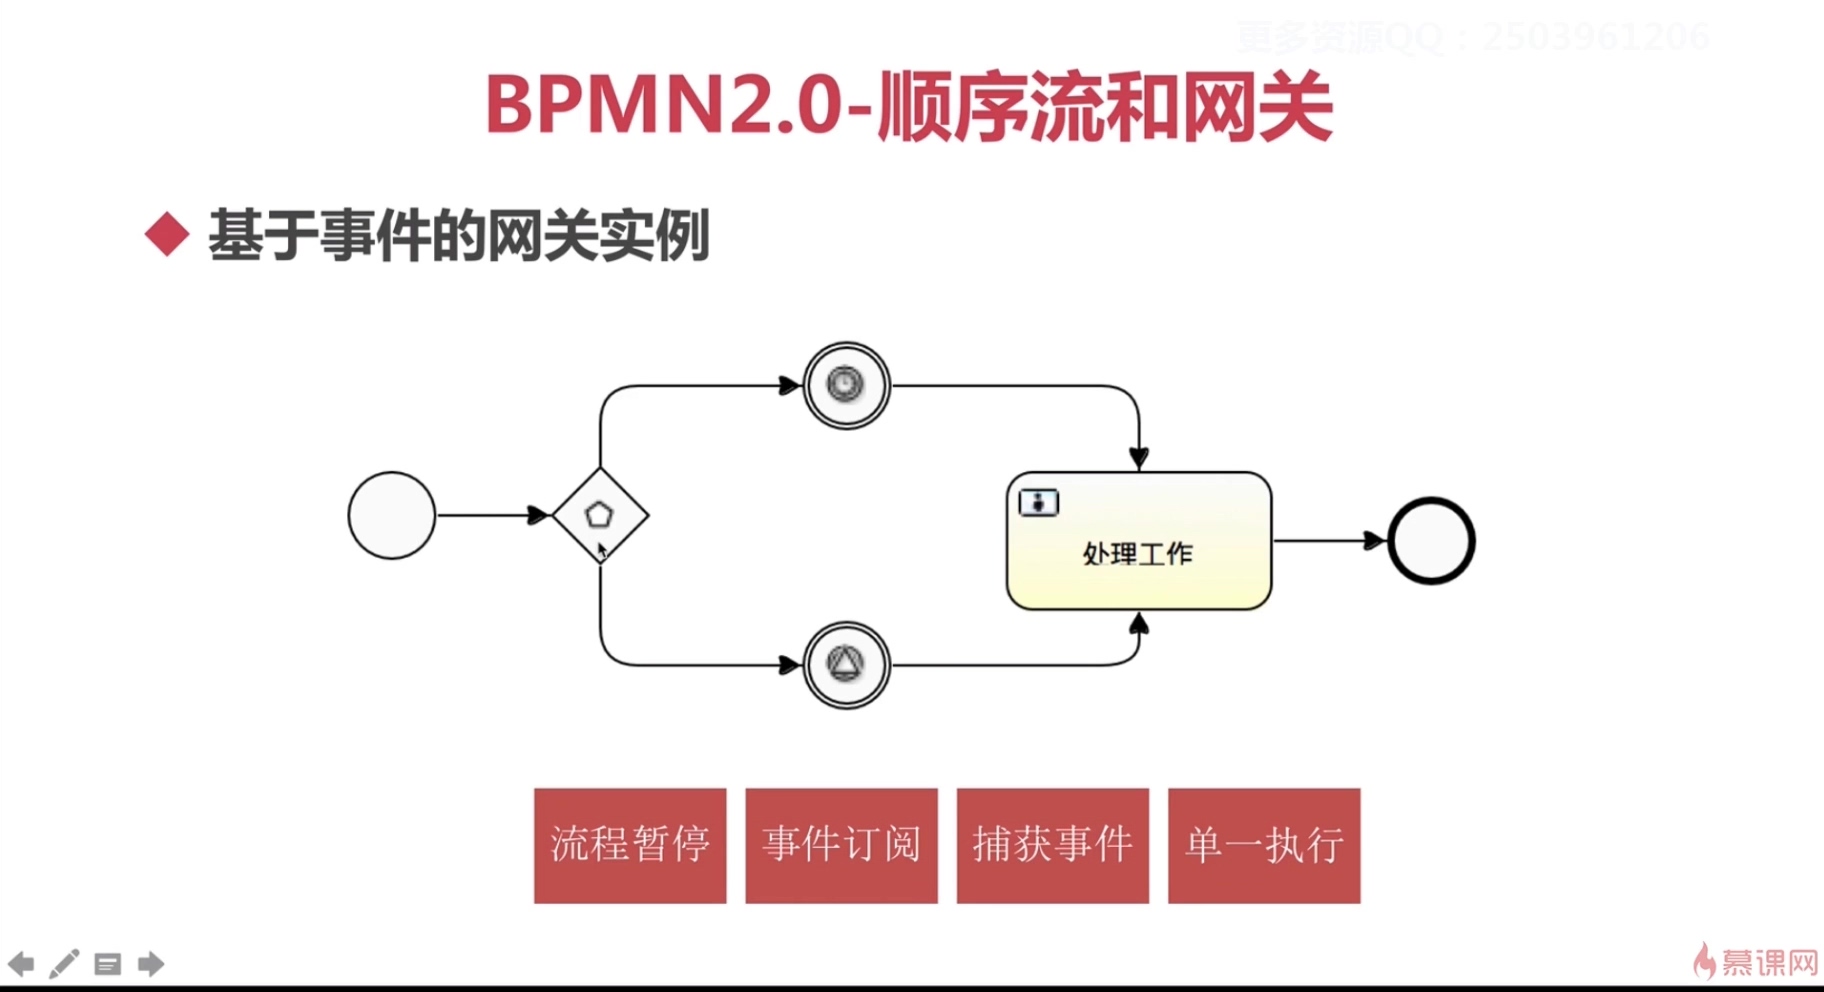 更多资源QQ：2503961206
BPMN2.0-顺序流和网关
基于事件的网关实例
处理工作
流程暂停
事件订阅
捕获事件
单一执行
慕课网